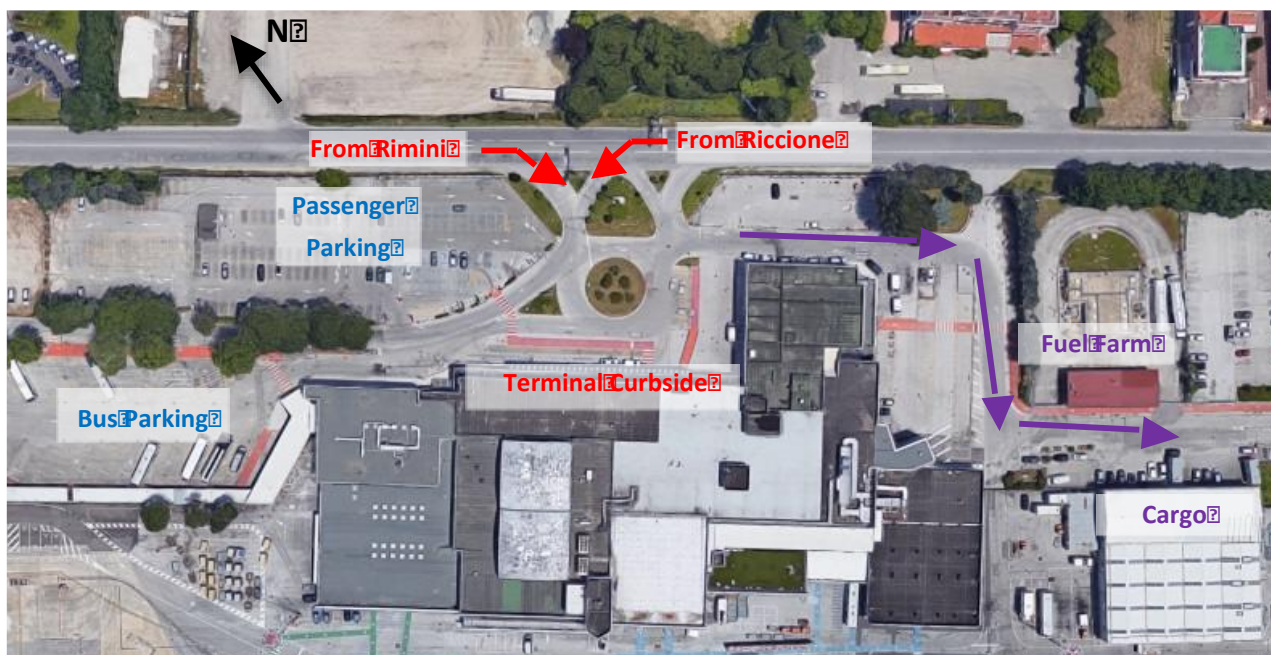 N⍰
From⍰Rimini⍰
From⍰Riccione⍰
Passenger⍰
Parking⍰
Fuel⍰Farm⍰
Terminal⍰Curbside⍰
Bus⍰Parking⍰
Cargo⍰